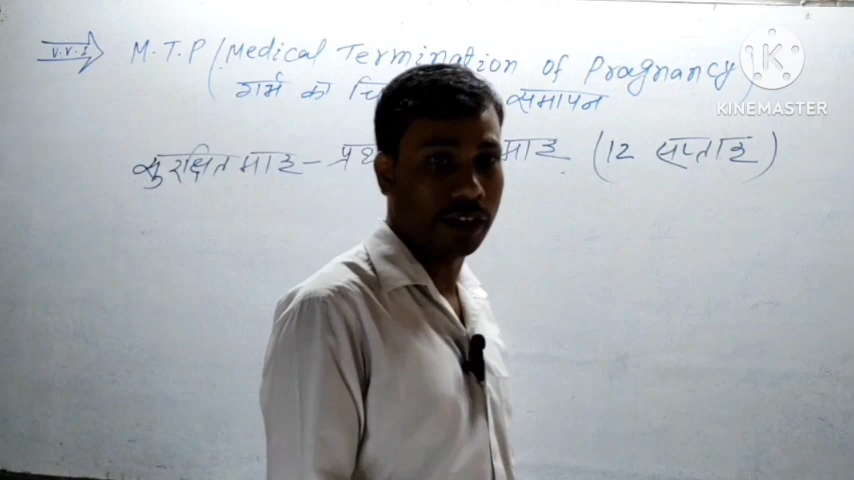 V.V.I M.T.P (Medical Termination of Pragnancy)
गर्भ को समापन
सुरक्षित माह - माह (12 सप्ताह)
KINEMASTER